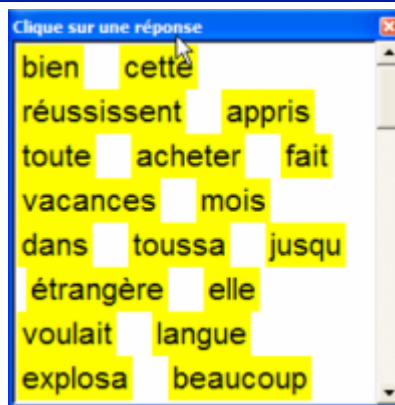 Clique sur une réponse
bien cette
réussissent appris
toute acheter fait
vacances mois
dans toussa jusqu
étrangère elle
voulait langue
explosa beaucoup